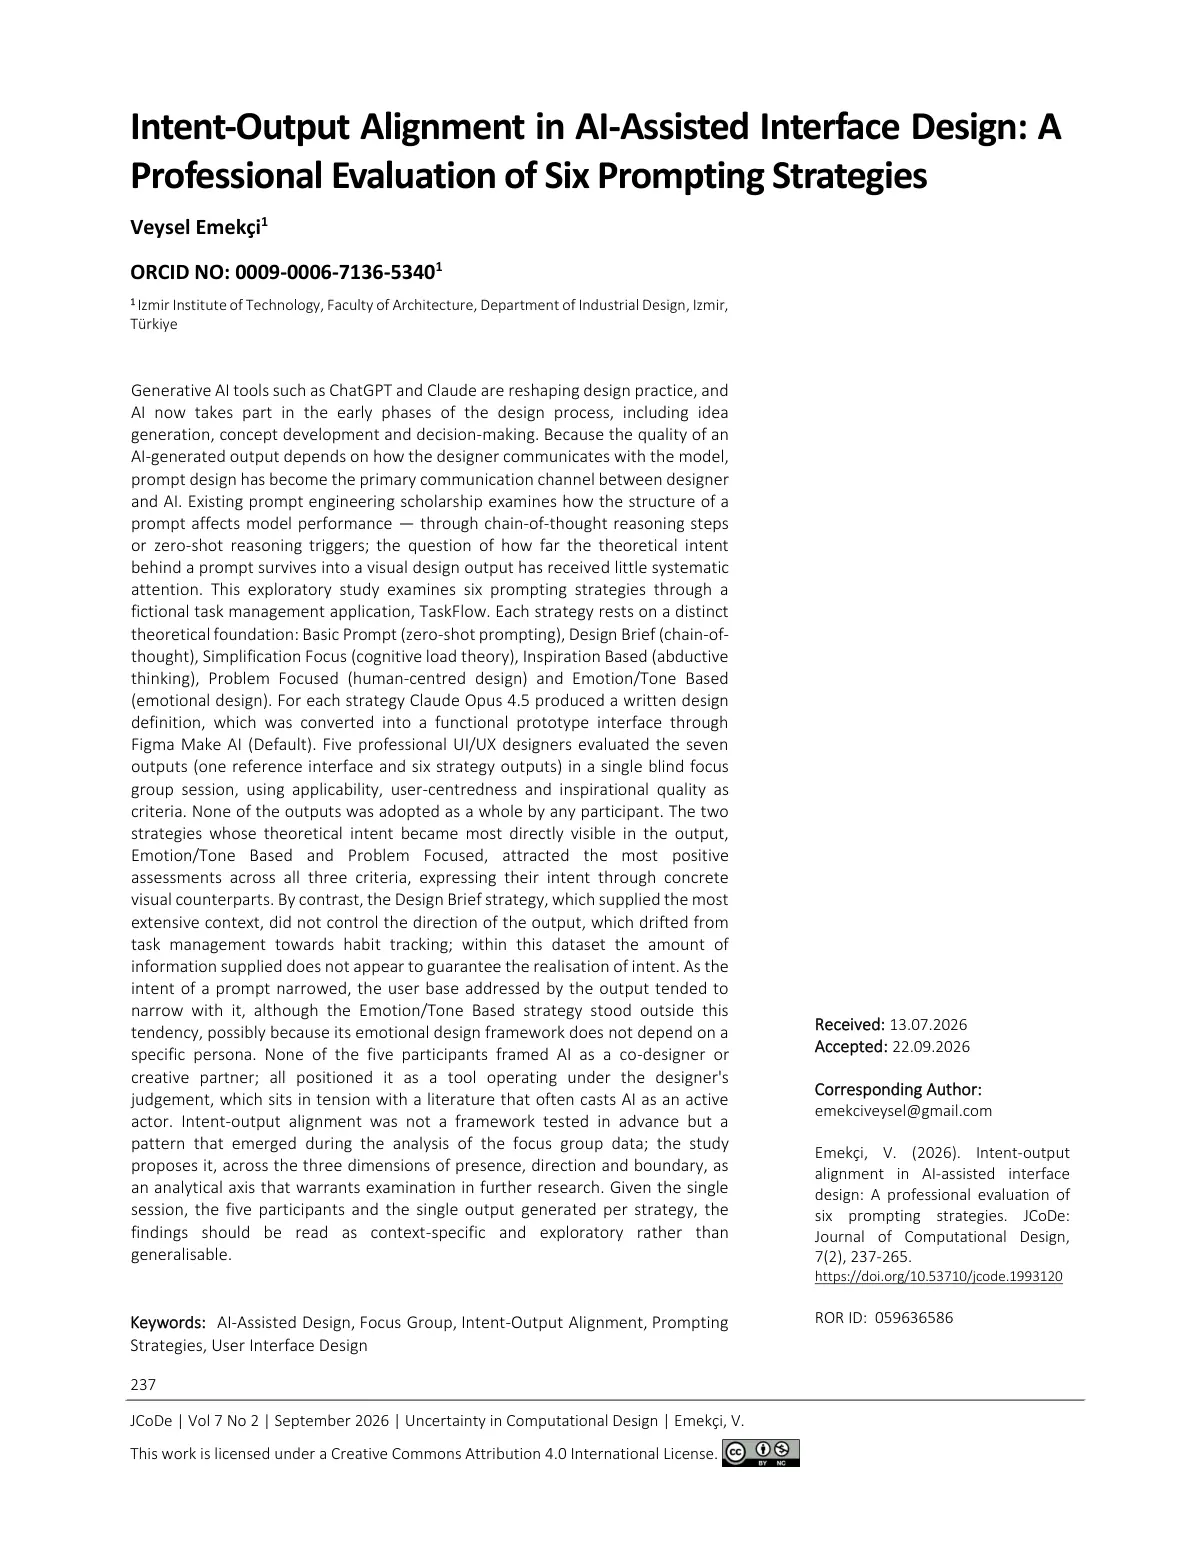 Intent-Output Alignment in AI-Assisted Interface Design: A
Professional Evaluation of Six Prompting Strategies
Veysel Emekçi¹
ORCID NO: 0009-0006-7136-5340¹
¹ Izmir Institute of Technology, Faculty of Architecture, Department of Industrial Design, Izmir,
Türkiye
Generative AI tools such as ChatGPT and Claude are reshaping design practice, and
AI now takes part in the early phases of the design process, including idea
generation, concept development and decision-making. Because the quality of an
AI-generated output depends on how the designer communicates with the model,
prompt design has become the primary communication channel between designer
and AI. Existing prompt engineering scholarship examines how the structure of a
prompt affects model performance — through chain-of-thought reasoning steps
or zero-shot reasoning triggers; the question of how far the theoretical intent
behind a prompt survives into a visual design output has received little systematic
attention. This exploratory study examines six prompting strategies through a
fictional task management application, TaskFlow. Each strategy rests on a distinct
theoretical foundation: Basic Prompt (zero-shot prompting), Design Brief (chain-of-
thought), Simplification Focus (cognitive load theory), Inspiration Based (abductive
thinking), Problem Focused (human-centred design) and Emotion/Tone Based
(emotional design). For each strategy Claude Opus 4.5 produced a written design
definition, which was converted into a functional prototype interface through
Figma Make AI (Default). Five professional UI/UX designers evaluated the seven
outputs (one reference interface and six strategy outputs) in a single blind focus
group session, using applicability, user-centredness and inspirational quality as
criteria. None of the outputs was adopted as a whole by any participant. The two
strategies whose theoretical intent became most directly visible in the output,
Emotion/Tone Based and Problem Focused, attracted the most positive
assessments across all three criteria, expressing their intent through concrete
visual counterparts. By contrast, the Design Brief strategy, which supplied the most
extensive context, did not control the direction of the output, which drifted from
task management towards habit tracking; within this dataset the amount of
information supplied does not appear to guarantee the realisation of intent. As the
intent of a prompt narrowed, the user base addressed by the output tended to
narrow with it, although the Emotion/Tone Based strategy stood outside this
tendency, possibly because its emotional design framework does not depend on a
specific persona. None of the five participants framed AI as a co-designer or
creative partner; all positioned it as a tool operating under the designer's
judgement, which sits in tension with a literature that often casts AI as an active
actor. Intent-output alignment was not a framework tested in advance but a
pattern that emerged during the analysis of the focus group data; the study
proposes it, across the three dimensions of presence, direction and boundary, as
an analytical axis that warrants examination in further research. Given the single
session, the five participants and the single output generated per strategy, the
findings should be read as context-specific and exploratory rather than
generalisable.
Received: 13.07.2026
Accepted: 22.09.2026
Corresponding Author:
emekciveysel@gmail.com
Emekçi, V. (2026). Intent-output
alignment in AI-assisted interface
design: A professional evaluation of
six prompting strategies. JCoDe:
Journal of Computational Design,
7(2), 237-265.
https://doi.org/10.53710/jcode.1993120
ROR ID: 059636586
Keywords: AI-Assisted Design, Focus Group, Intent-Output Alignment, Prompting
Strategies, User Interface Design
237
JCoDe | Vol 7 No 2 | September 2026 | Uncertainty in Computational Design | Emekçi, V.
This work is licensed under a Creative Commons Attribution 4.0 International License. CC BY NC